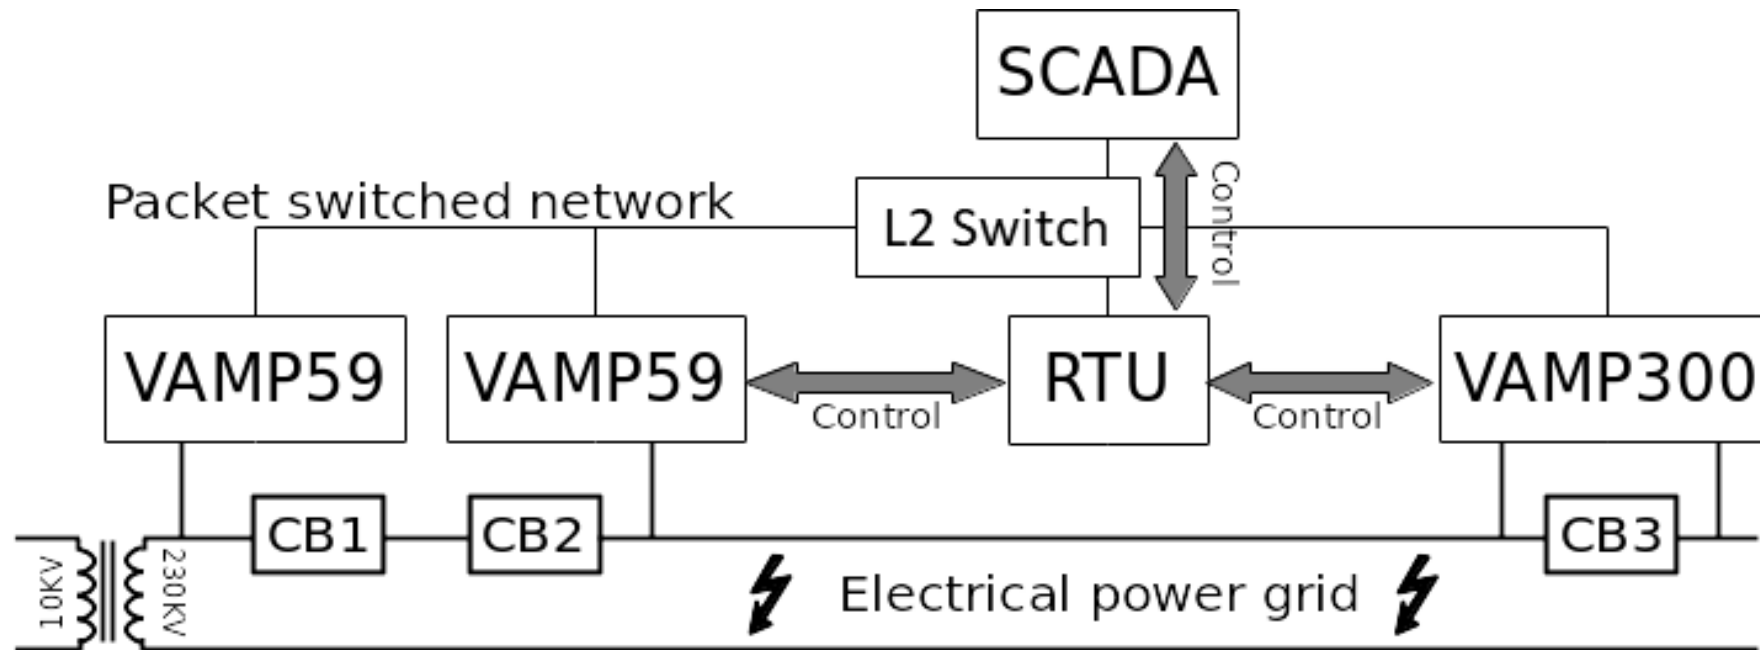 SCADA
Control
Packet switched network
L2 Switch
VAMP59
VAMP59
Control
RTU
Control
VAMP300
CB1
CB2
CB3
10KV
230KV
Electrical power grid